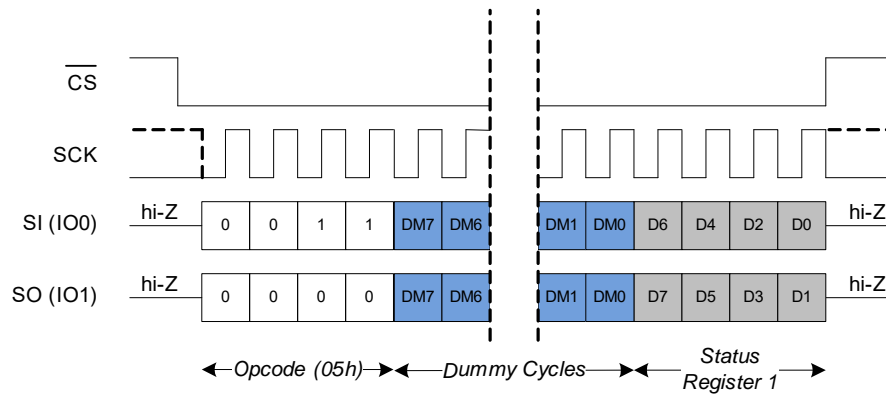 CS
SCK
SI (IO0) hi-Z 0 0 1 1 DM7 DM6 DM1 DM0 D6 D4 D2 D0 hi-Z
SO (IO1) hi-Z 0 0 0 0 DM7 DM6 DM1 DM0 D7 D5 D3 D1 hi-Z
Opcode (05h) Dummy Cycles Status
Register 1